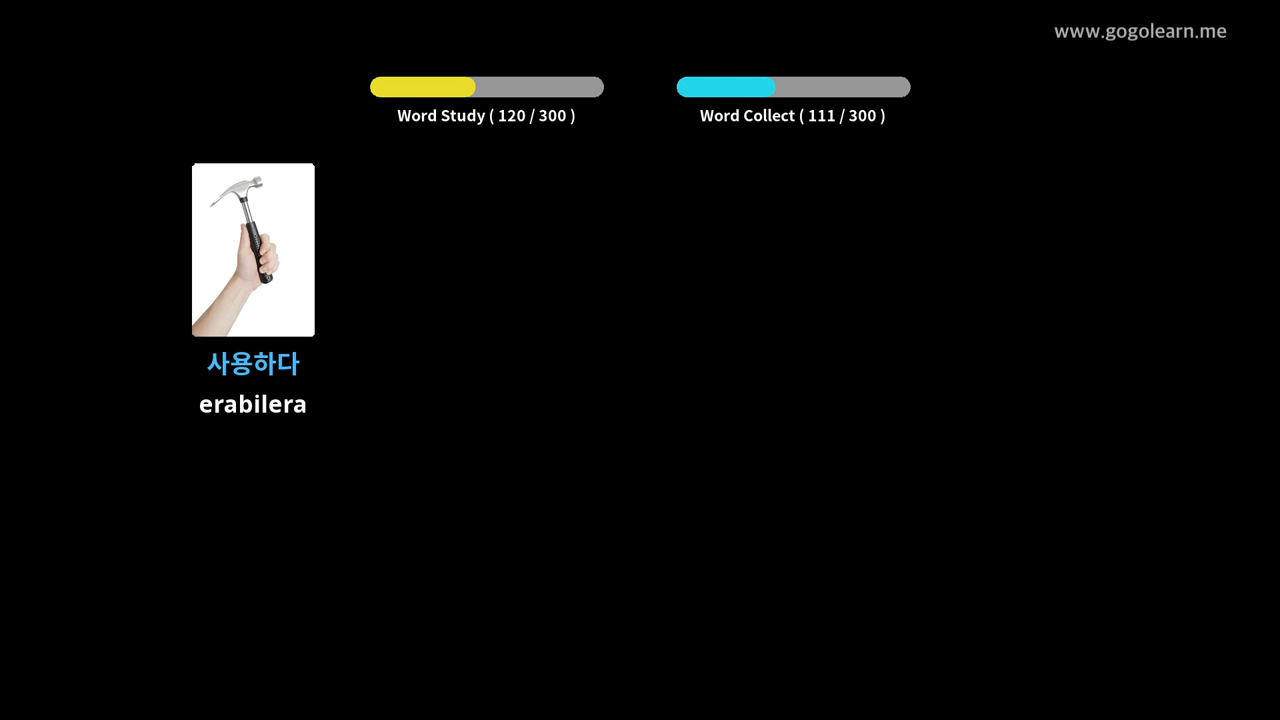 www.gogolearn.me
Word Study ( 120 / 300 )
Word Collect ( 111 / 300 )
사용하다
erabilera